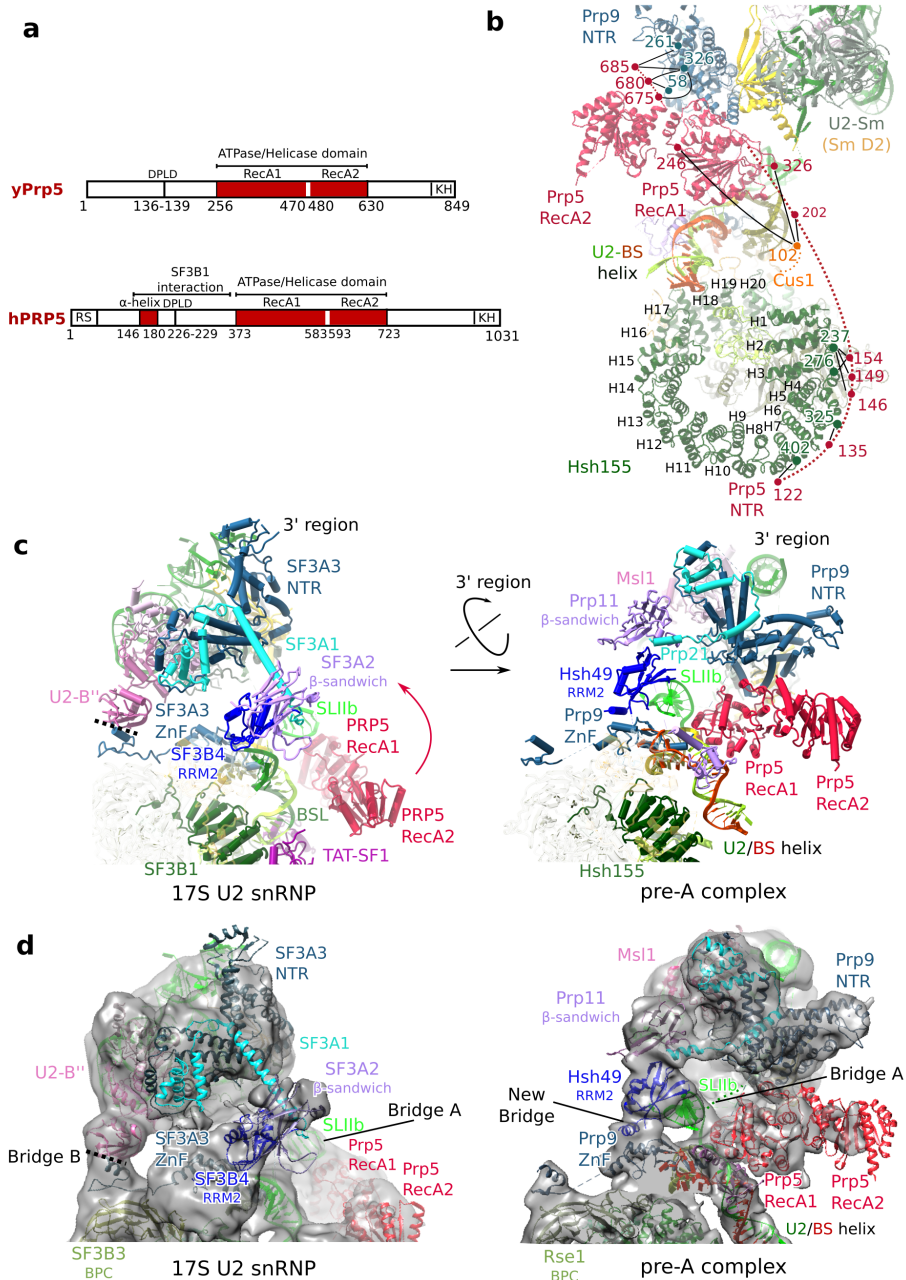 a
ATPase/Helicase domain
DPLD
RecA1
RecA2
yPrp5
KH
1
136-139
256
470
480
630
849
SF3B1
interaction
ATPase/Helicase domain
α-helix
DPLD
RecA1
RecA2
hPRP5
RS
KH
1
146
180
226-229
373
583
593
723
1031
b
Prp9
NTR
261
326
685
680
58
675
U2-Sm
(Sm D2)
246
326
Prp5
RecA2
Prp5
RecA1
202
U2-BS
helix
102
Cus1
H19
H20
H18
H17
H16
H15
H14
H13
H12
H11
H10
H9
H8
H7
H6
H5
H4
H3
H2
H1
237
276
154
149
146
325
135
402
122
Hsh155
Prp5
NTR
c
3' region
SF3A3
NTR
SF3A1
SF3A2
β-sandwich
U2-B''
SF3A3
ZnF
SLIIb
PRP5
RecA1
SF3B4
RRM2
BSL
PRP5
RecA2
TAT-SF1
SF3B1
17S U2 snRNP
3' region
3' region
Msl1
Prp9
NTR
Prp11
β-sandwich
Prp21
Hsh49
RRM2
SLIIb
Prp9
ZnF
Prp5
RecA1
Prp5
RecA2
U2/BS helix
Hsh155
pre-A complex
d
SF3A3
NTR
SF3A1
SF3A2
β-sandwich
U2-B''
SLIIb
Bridge A
Bridge B
SF3A3
ZnF
SF3B4
RRM2
Prp5
RecA1
Prp5
RecA2
SF3B3
BPC
17S U2 snRNP
Msl1
Prp9
NTR
Prp11
β-sandwich
Hsh49
RRM2
SLIIb
Bridge A
New
Bridge
Prp9
ZnF
Prp5
RecA1
Prp5
RecA2
U2/BS helix
Rse1
BPC
pre-A complex